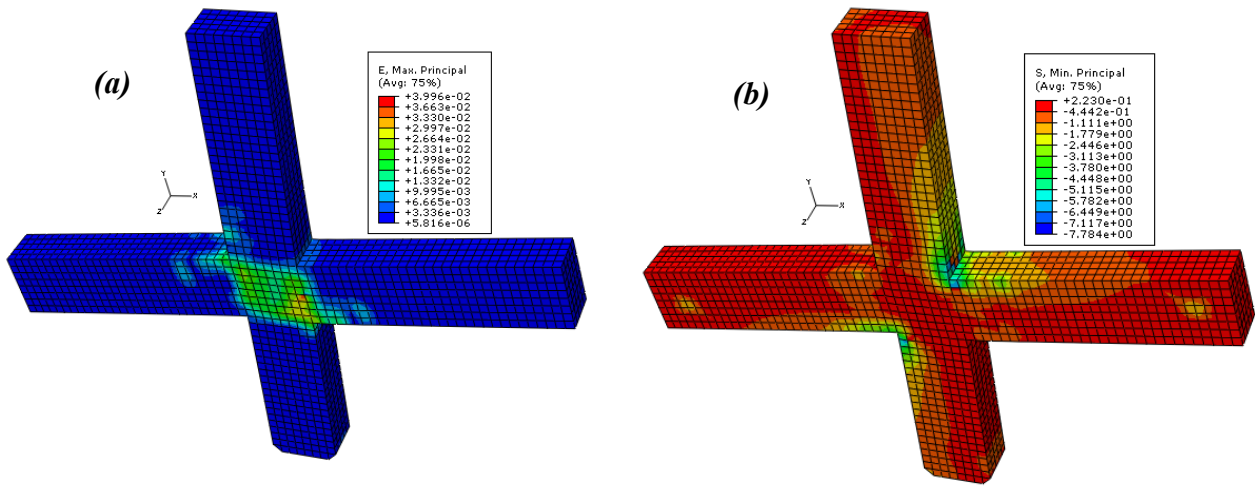 (a)
E, Max. Principal
(Avg: 75%)
+3.996e-02
+3.663e-02
+3.330e-02
+2.997e-02
+2.664e-02
+2.331e-02
+1.998e-02
+1.665e-02
+1.332e-02
+9.995e-03
+6.665e-03
+3.336e-03
+5.816e-06
Y
X
Z
(b)
S, Min. Principal
(Avg: 75%)
+2.230e-01
-4.442e-01
-1.111e+00
-1.779e+00
-2.446e+00
-3.113e+00
-3.780e+00
-4.448e+00
-5.115e+00
-5.782e+00
-6.449e+00
-7.117e+00
-7.784e+00
Y
X
Z